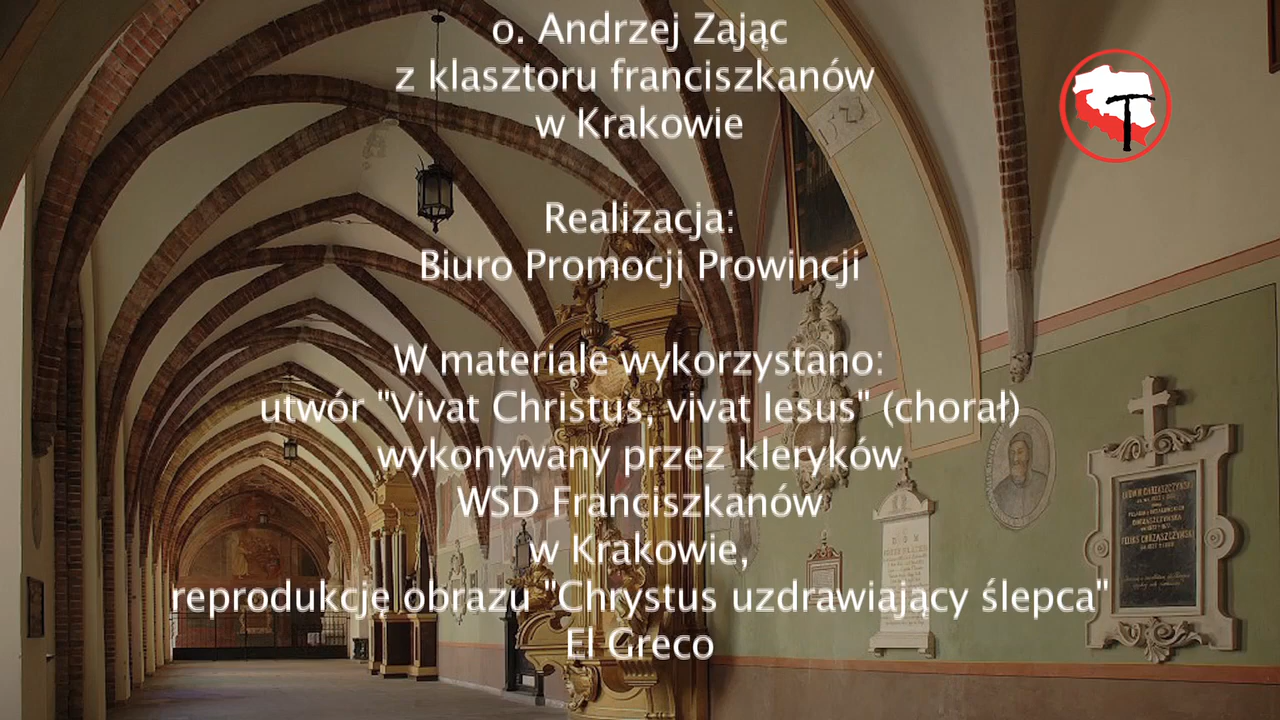 o. Andrzej Zając
z klasztoru franciszkanów
w Krakowie
Realizacja:
Biuro Promocji Prowincji
W materiale wykorzystano:
utwór "Vivat Christus, vivat Iesus" (chorał)
wykonywany przez kleryków
WSD Franciszkanów
w Krakowie,
reprodukcję obrazu "Chrystus uzdrawiający ślepca"
El Greco